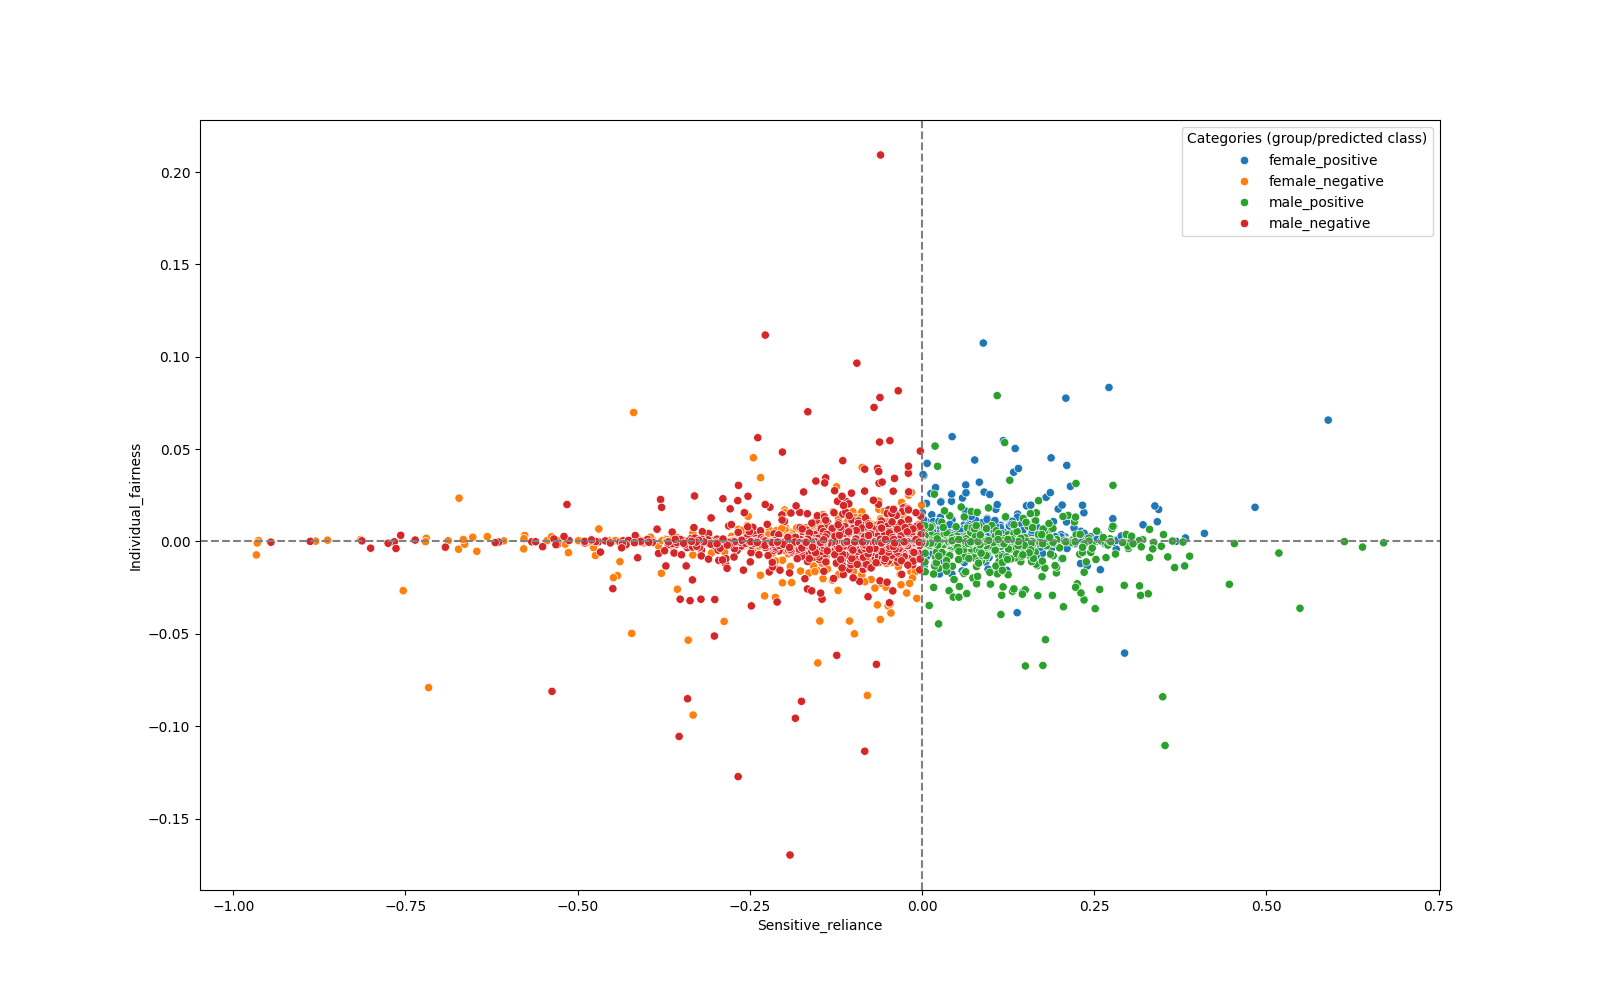 Categories (group/predicted class)
female_positive
female_negative
male_positive
male_negative
0.20
0.15
0.10
0.05
0.00
−0.05
−0.10
−0.15
Individual_fairness
−1.00 −0.75 −0.50 −0.25 0.00 0.25 0.50 0.75
Sensitive_reliance